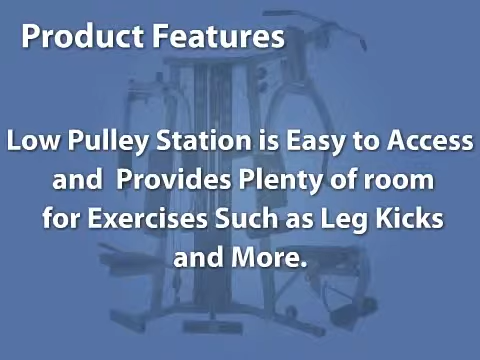 Product Features
Low Pulley Station is Easy to Access
and Provides Plenty of room
for Exercises Such as Leg Kicks
and More.